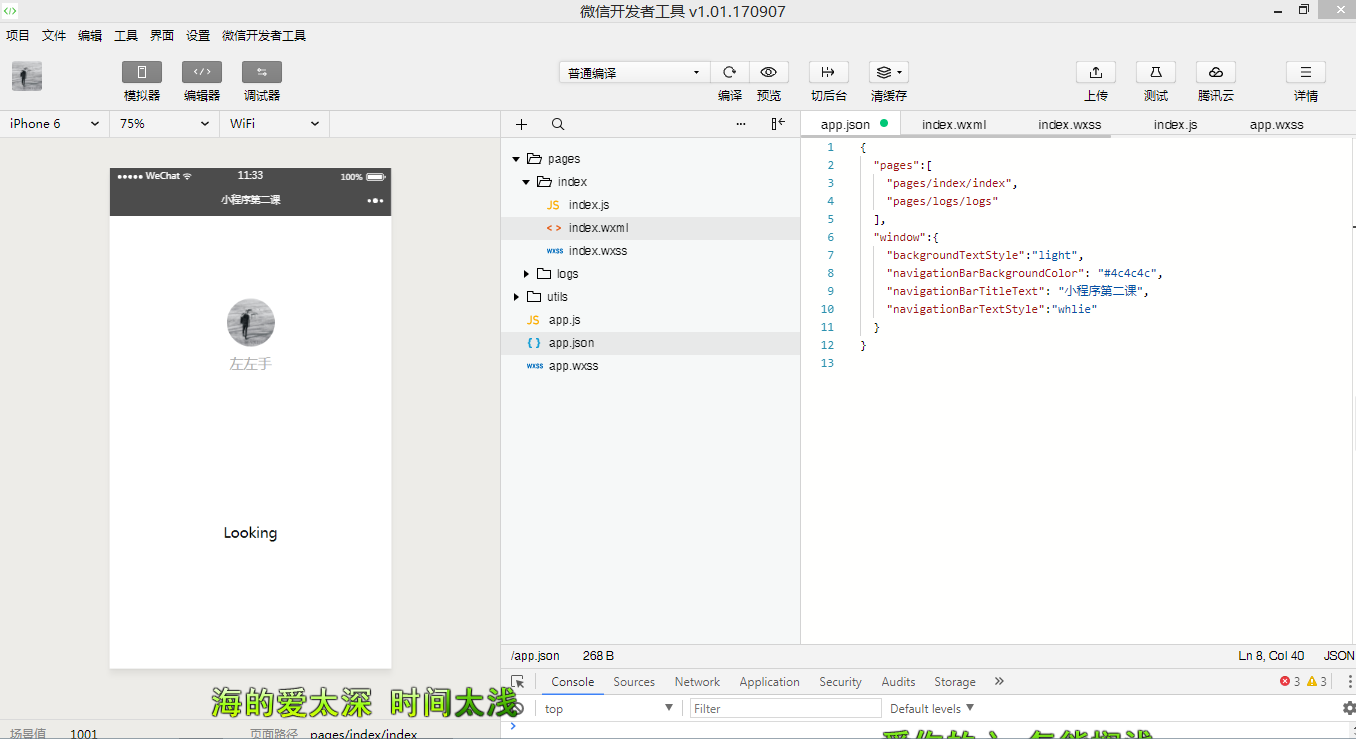 微信开发者工具 v1.01.170907
项目 文件 编辑 工具 界面 设置 微信开发者工具
普通编译
模拟器 编辑器 调试器 编译 预览 切后台 清缓存 上传 测试 腾讯云 详情
iPhone 6 75% WiFi
app.json index.wxml index.wxss index.js app.wxss
WeChat 11:33 100%
小程序第二课
左左手
Looking
pages
index
JS index.js
<> index.wxml
wxss index.wxss
logs
utils
JS app.js
{ } app.json
wxss app.wxss
1 {
2 "pages":[
3 "pages/index/index",
4 "pages/logs/logs"
5 ],
6 "window":{
7 "backgroundTextStyle":"light",
8 "navigationBarBackgroundColor": "#4c4c4c",
9 "navigationBarTitleText": "小程序第二课",
10 "navigationBarTextStyle":"whlie"
11 }
12 }
13
/app.json 268 B Ln 8, Col 40 JSON
Console Sources Network Application Security Audits Storage » 3 3
top Filter Default levels
海的爱太深 时间太浅
场景值 1001 页面路径 pages/index/index